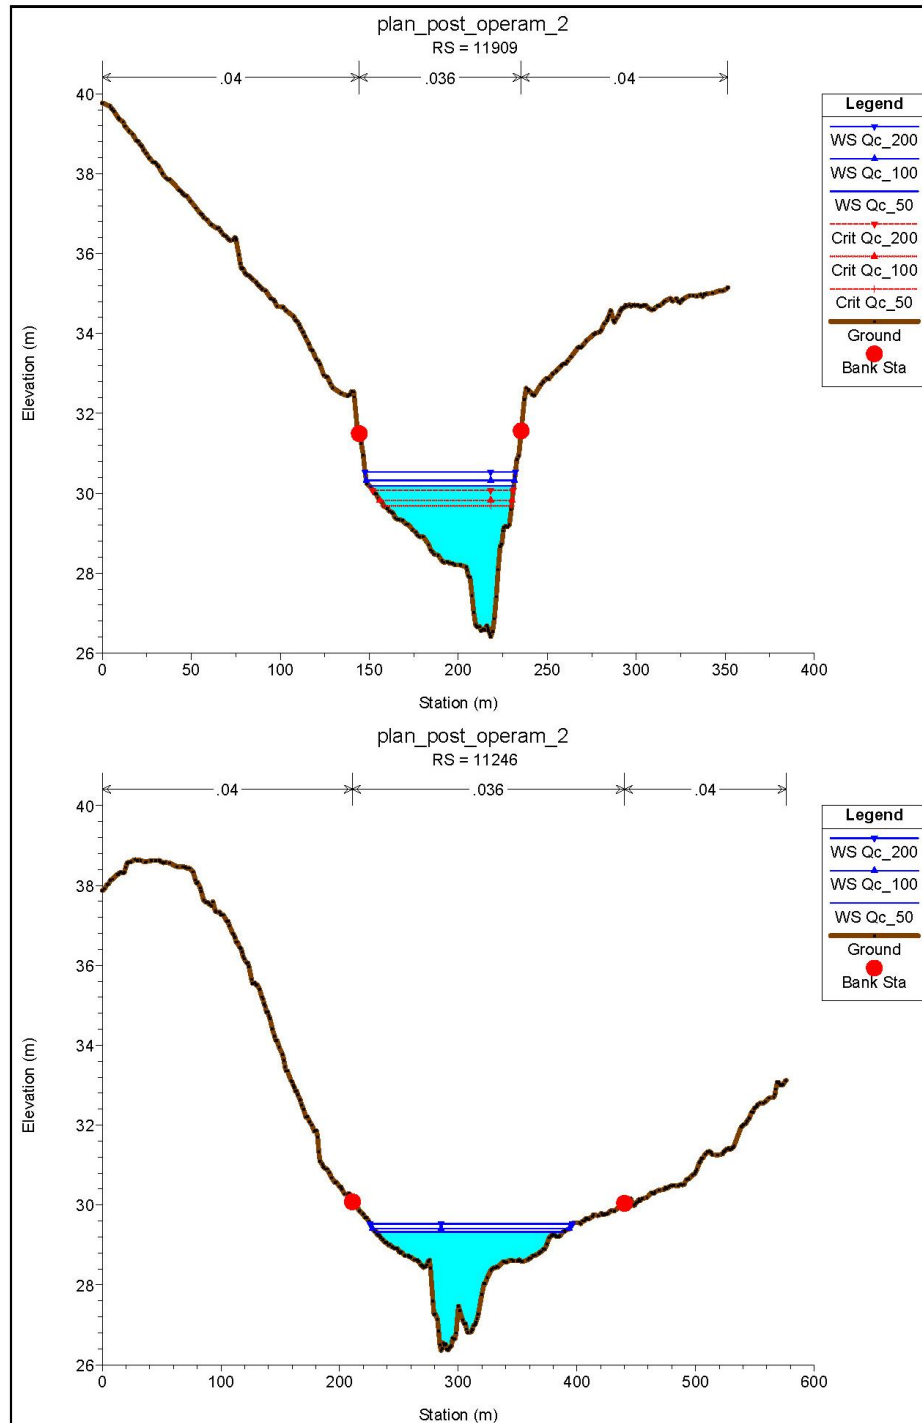 plan_post_operam_2
RS = 11909
.04
.036
.04
40
38
36
34
32
30
28
26
Elevation (m)
0
50
100
150
200
250
300
350
400
Station (m)
Legend
WS Qc_200
WS Qc_100
WS Qc_50
Crit Qc_200
Crit Qc_100
Crit Qc_50
Ground
Bank Sta
plan_post_operam_2
RS = 11246
.04
.036
.04
40
38
36
34
32
30
28
26
Elevation (m)
0
100
200
300
400
500
600
Station (m)
Legend
WS Qc_200
WS Qc_100
WS Qc_50
Ground
Bank Sta